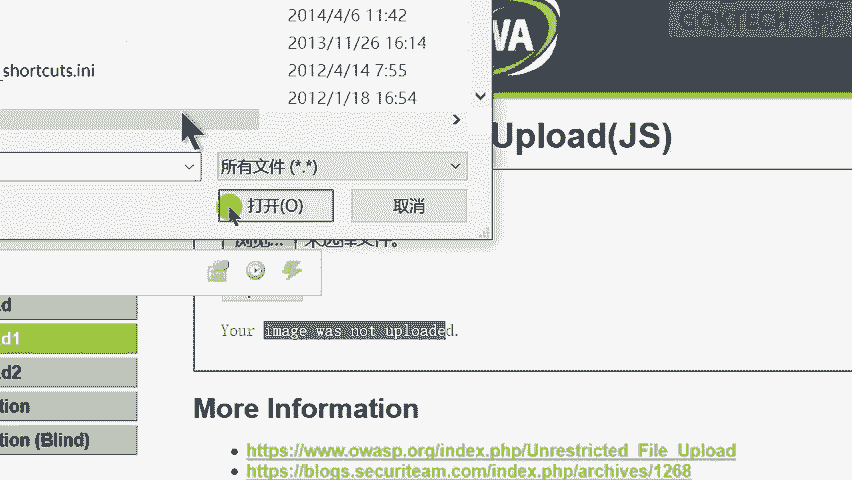 2014/4/6 11:42
2013/11/26 16:14
_shortcuts.ini
2012/4/14 7:55
2012/1/18 16:54
WA
GOKTECH
Upload(JS)
所有文件 (*.*)
打开(O)
取消
浏览... 未选择文件。
d
d1
d2
tion
tion (Blind)
Your image was not uploaded.
More Information
https://www.owasp.org/index.php/Unrestricted_File_Upload
https://blogs.securiteam.com/index.php/archives/1268